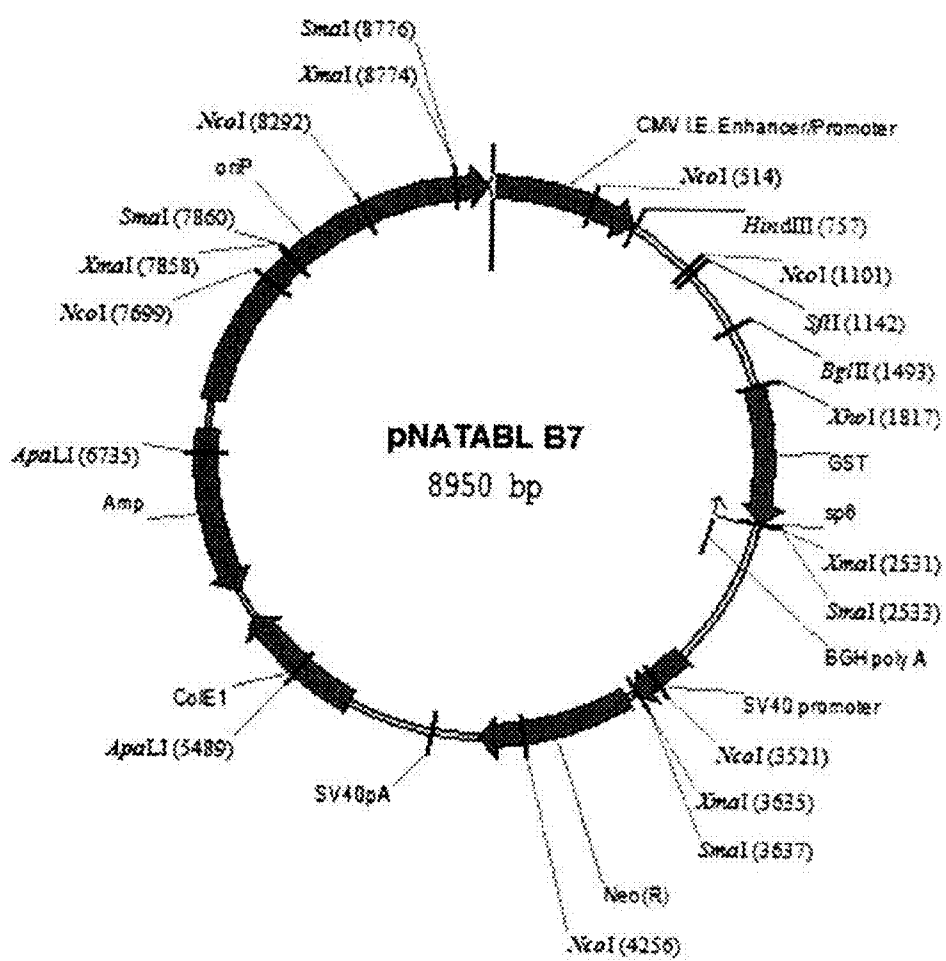 SmaI (8776)
XmaI (8774)
NcoI (8292)
oriP
SmaI (7860)
XmaI (7858)
NcoI (7699)
ApaLI (6735)
Amp
ColE1
ApaLI (5489)
SV40pA
CMV I.E. Enhancer/Promoter
NcoI (514)
HindIII (757)
NcoI (1101)
SfiI (1142)
BglII (1493)
XhoI (1817)
GST
sp6
XmaI (2531)
SmaI (2533)
BGH poly A
SV40 promoter
NcoI (3521)
XmaI (3635)
SmaI (3637)
Neo(R)
NcoI (4256)
pNATABL B7
8950 bp